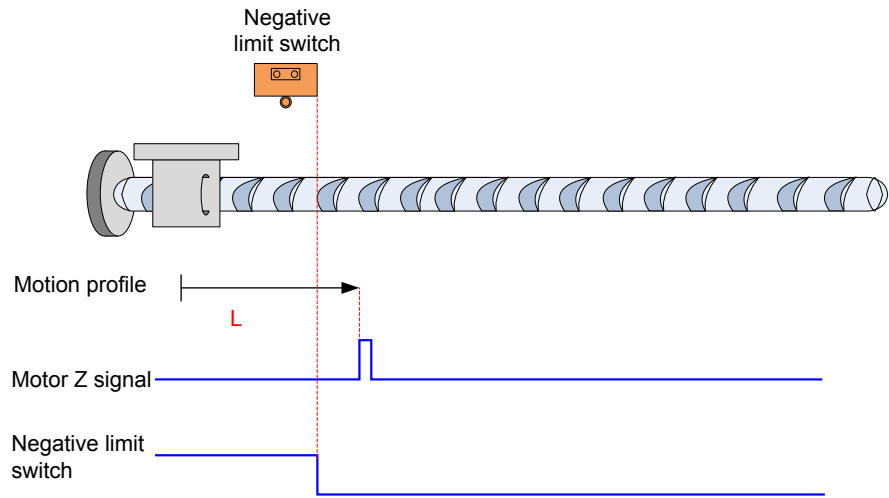 Negative
limit switch
Motion profile
L
Motor Z signal
Negative limit
switch